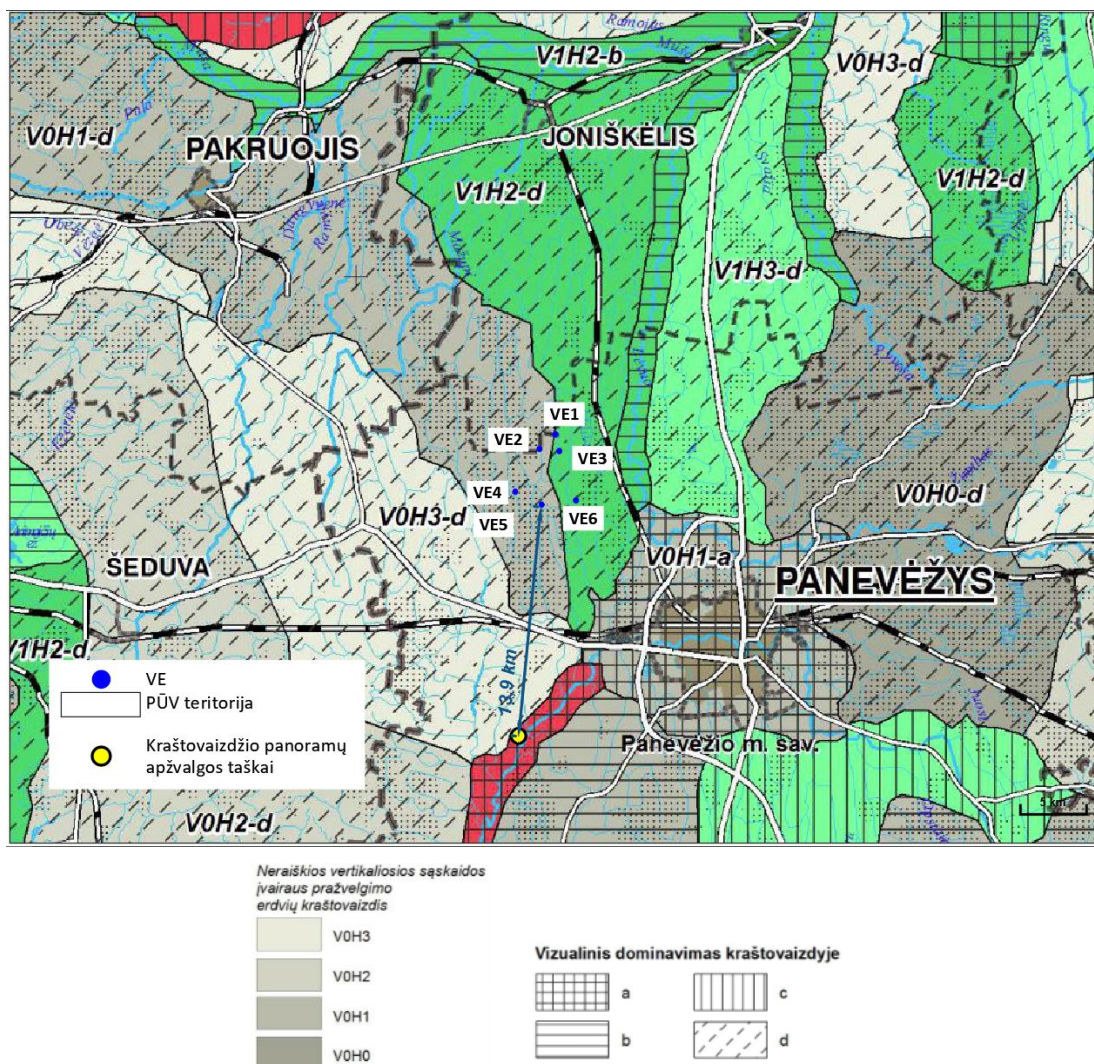 Ramojus
Mūša
V1H2-b
V0H3-d
V0H1-d
PAKRUOJIS
JONIŠKĖLIS
V1H2-d
V1H2-d
V1H3-d
VE1
VE2
VE3
VE4
VE5
VE6
V0H3-d
V0H0-d
V0H1-a
ŠEDUVA
PANEVĖŽYS
V1H2-d
13.9 km
VE
PŪV teritorija
Kraštovaizdžio panoramų
apžvalgos taškai
Panevėžio m. sav.
V0H2-d
5 km
Neraiškios vertikaliosios sąskaidos
įvairaus pražvelgimo
erdvių kraštovaizdis
V0H3
V0H2
V0H1
V0H0
Vizualinis dominavimas kraštovaizdyje
a
b
c
d